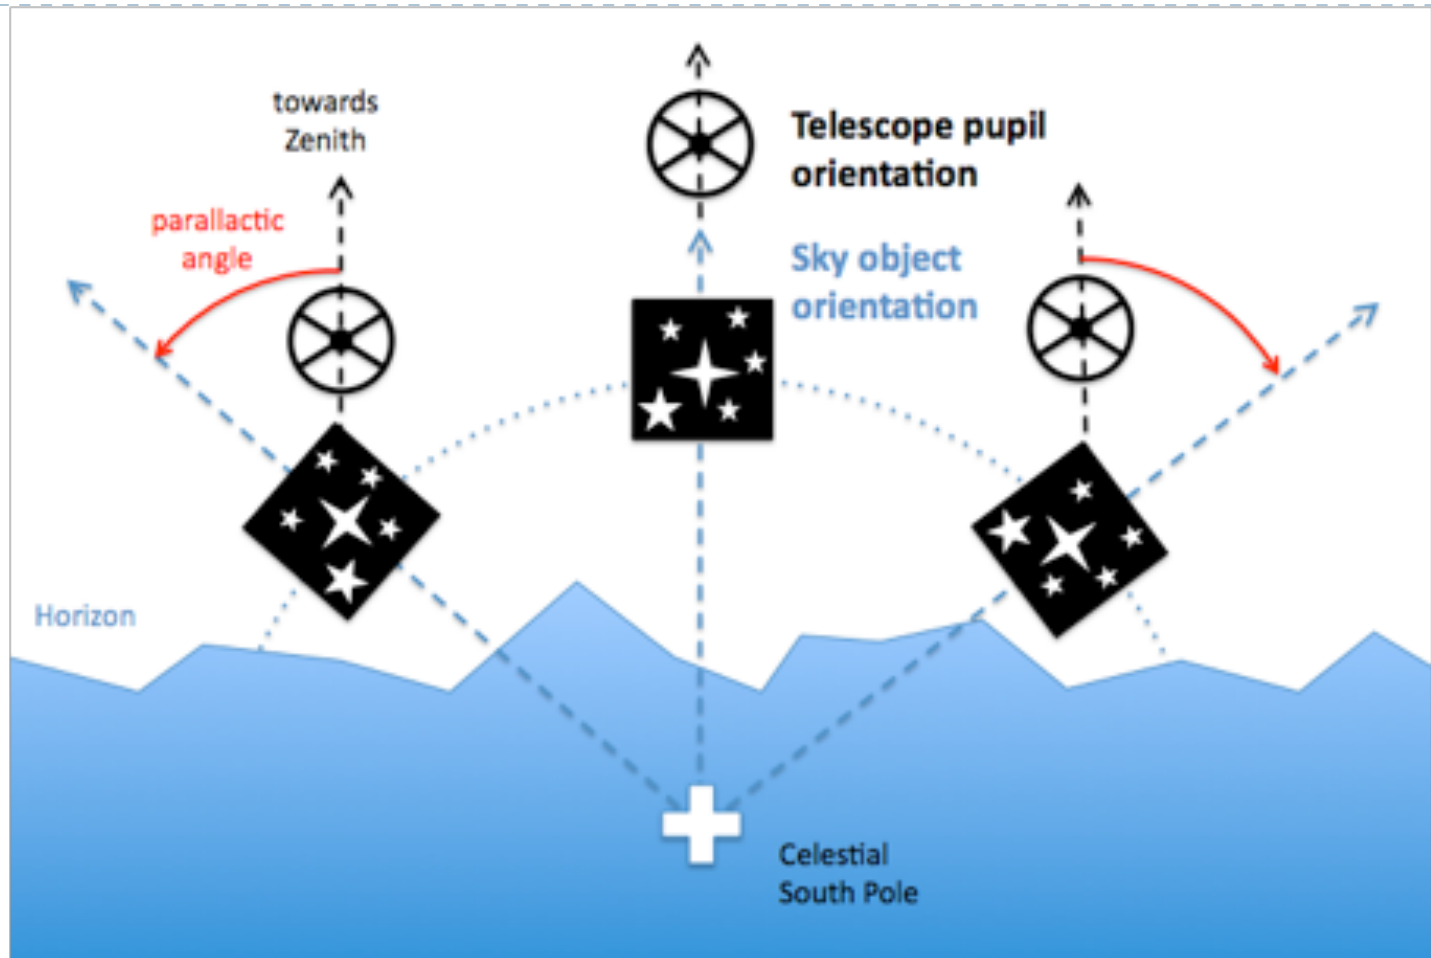 towards
Zenith
parallactic
angle
Telescope pupil
orientation
Sky object
orientation
Horizon
Celestial
South Pole